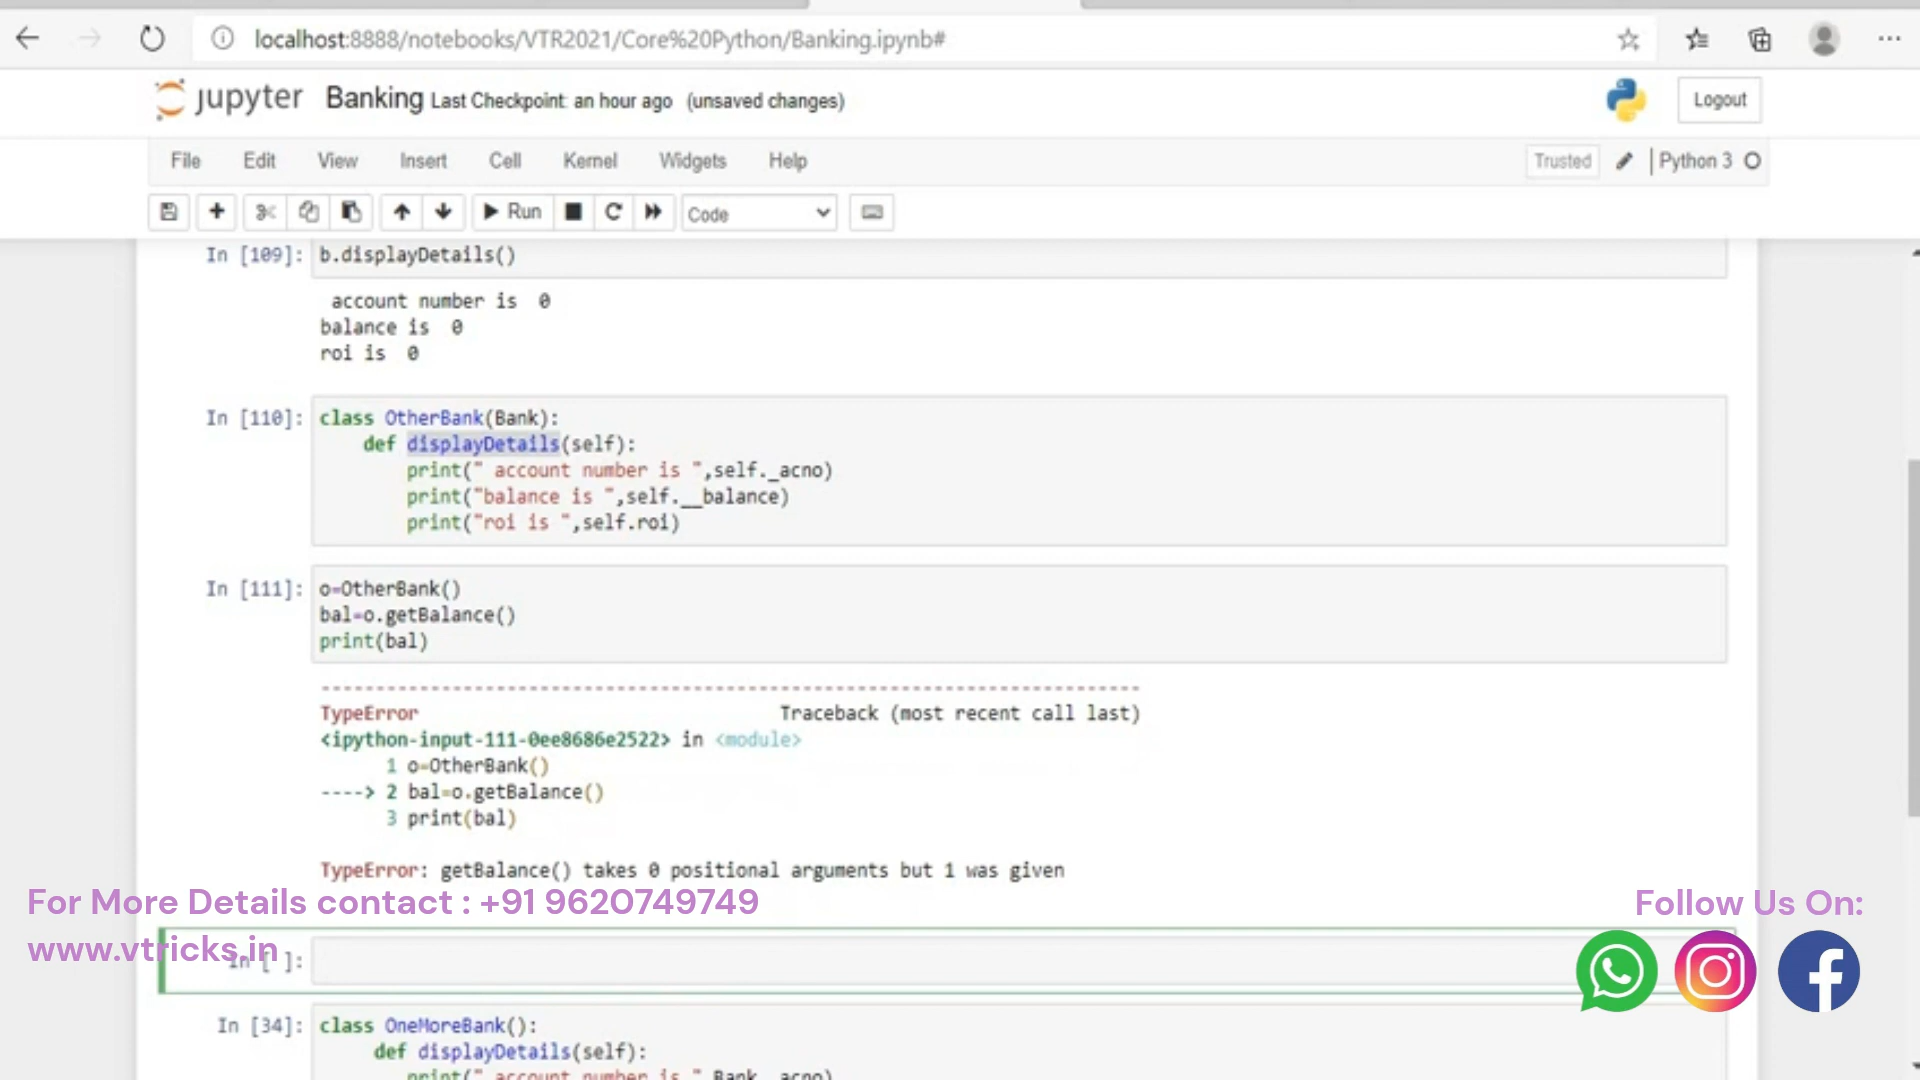 localhost:8888/notebooks/VTR2021/Core%20Python/Banking.ipynb#
jupyter Banking Last Checkpoint: an hour ago (unsaved changes) Logout
File Edit View Insert Cell Kernel Widgets Help Trusted Python 3
Run Code
In [109]: b.displayDetails()
account number is 0
balance is 0
roi is 0
In [110]: class OtherBank(Bank):
def displayDetails(self):
print(" account number is ",self._acno)
print("balance is ",self.__balance)
print("roi is ",self.roi)
In [111]: o=OtherBank()
bal=o.getBalance()
print(bal)
---------------------------------------------------------------------------
TypeError Traceback (most recent call last)
<ipython-input-111-0ee8686e2522> in <module>
1 o=OtherBank()
----> 2 bal=o.getBalance()
3 print(bal)
TypeError: getBalance() takes 0 positional arguments but 1 was given
For More Details contact : +91 9620749749
Follow Us On:
www.vtricks.in
In [ ]:
In [34]: class OneMoreBank():
def displayDetails(self):
print(" account number is ",Bank._acno)